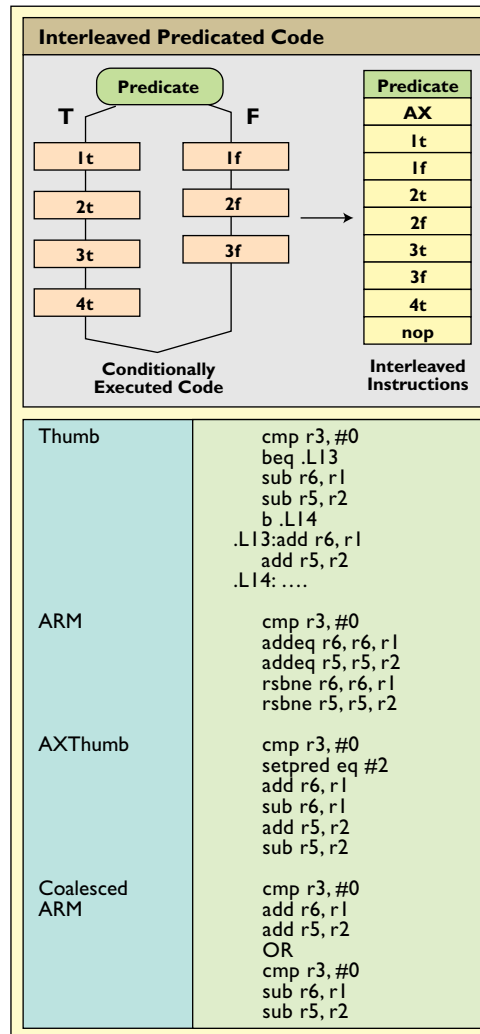 Interleaved Predicated Code
Predicate
T
F
1t
2t
3t
4t
1f
2f
3f
Conditionally
Executed Code
Predicate
AX
1t
1f
2t
2f
3t
3f
4t
nop
Interleaved
Instructions
Thumb
cmp r3, #0
beq .L13
sub r6, r1
sub r5, r2
b .L14
.L13:add r6, r1
add r5, r2
.L14: ....
ARM
cmp r3, #0
addeq r6, r6, r1
addeq r5, r5, r2
rsbne r6, r6, r1
rsbne r5, r5, r2
AXThumb
cmp r3, #0
setpred eq #2
add r6, r1
sub r6, r1
add r5, r2
sub r5, r2
Coalesced
ARM
cmp r3, #0
add r6, r1
add r5, r2
OR
cmp r3, #0
sub r6, r1
sub r5, r2